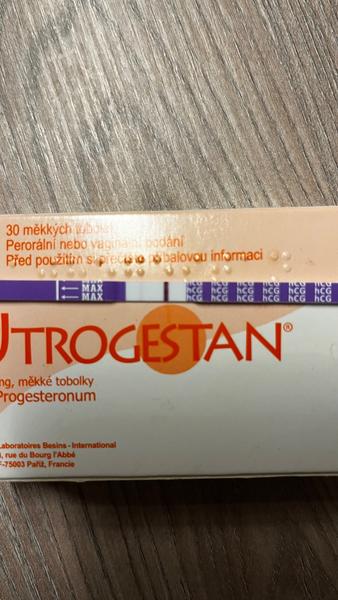 30 měkkých tobolek
Perorální nebo vaginální podání
Před použitím si přečtěte příbalovou informaci
MAX hCG hCG hCG hCG hCG hCG
MAX hCG hCG hCG hCG hCG hCG
UTROGESTAN®
mg, měkké tobolky
Progesteronum
Laboratoires Besins - International
, rue du Bourg l'Abbé
F-75003 Paříž, Francie